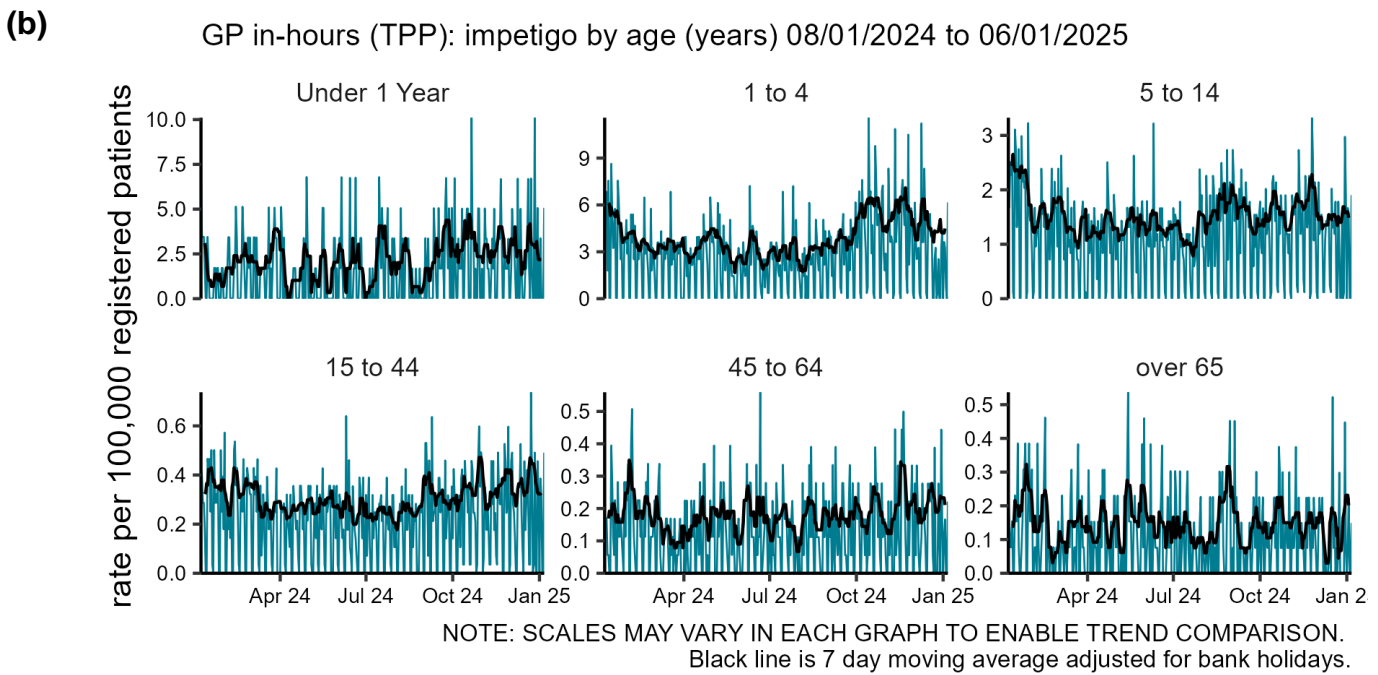 (b)
GP in-hours (TPP): impetigo by age (years) 08/01/2024 to 06/01/2025
rate per 100,000 registered patients
Under 1 Year
10.0
7.5
5.0
2.5
0.0
1 to 4
9
6
3
0
5 to 14
3
2
1
0
15 to 44
0.6
0.4
0.2
0.0
Apr 24 Jul 24 Oct 24 Jan 25
45 to 64
0.5
0.4
0.3
0.2
0.1
0.0
Apr 24 Jul 24 Oct 24 Jan 25
over 65
0.5
0.4
0.3
0.2
0.1
0.0
Apr 24 Jul 24 Oct 24 Jan 2
NOTE: SCALES MAY VARY IN EACH GRAPH TO ENABLE TREND COMPARISON.
Black line is 7 day moving average adjusted for bank holidays.